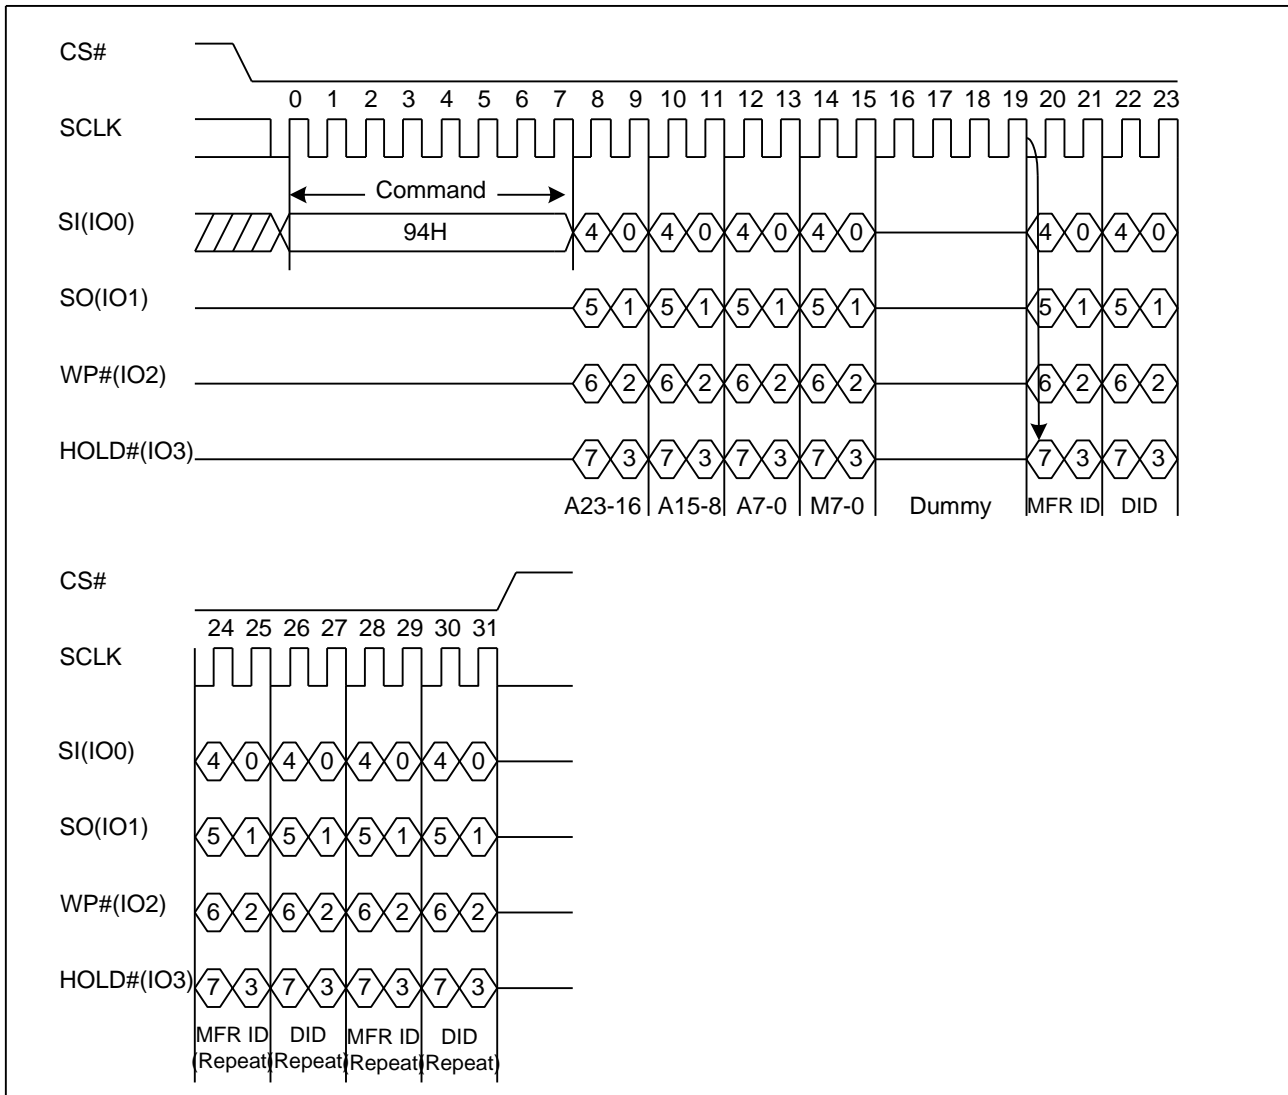 CS#
0 1 2 3 4 5 6 7 8 9 10 11 12 13 14 15 16 17 18 19 20 21 22 23
SCLK
Command
SI(IO0) 94H 4 0 4 0 4 0 4 0 4 0 4 0
SO(IO1) 5 1 5 1 5 1 5 1 5 1 5 1
WP#(IO2) 6 2 6 2 6 2 6 2 6 2 6 2
HOLD#(IO3) 7 3 7 3 7 3 7 3 7 3 7 3
A23-16 A15-8 A7-0 M7-0 Dummy MFR ID DID
CS#
24 25 26 27 28 29 30 31
SCLK
SI(IO0) 4 0 4 0 4 0 4 0
SO(IO1) 5 1 5 1 5 1 5 1
WP#(IO2) 6 2 6 2 6 2 6 2
HOLD#(IO3) 7 3 7 3 7 3 7 3
MFR ID DID MFR ID DID
(Repeat) (Repeat) (Repeat) (Repeat)